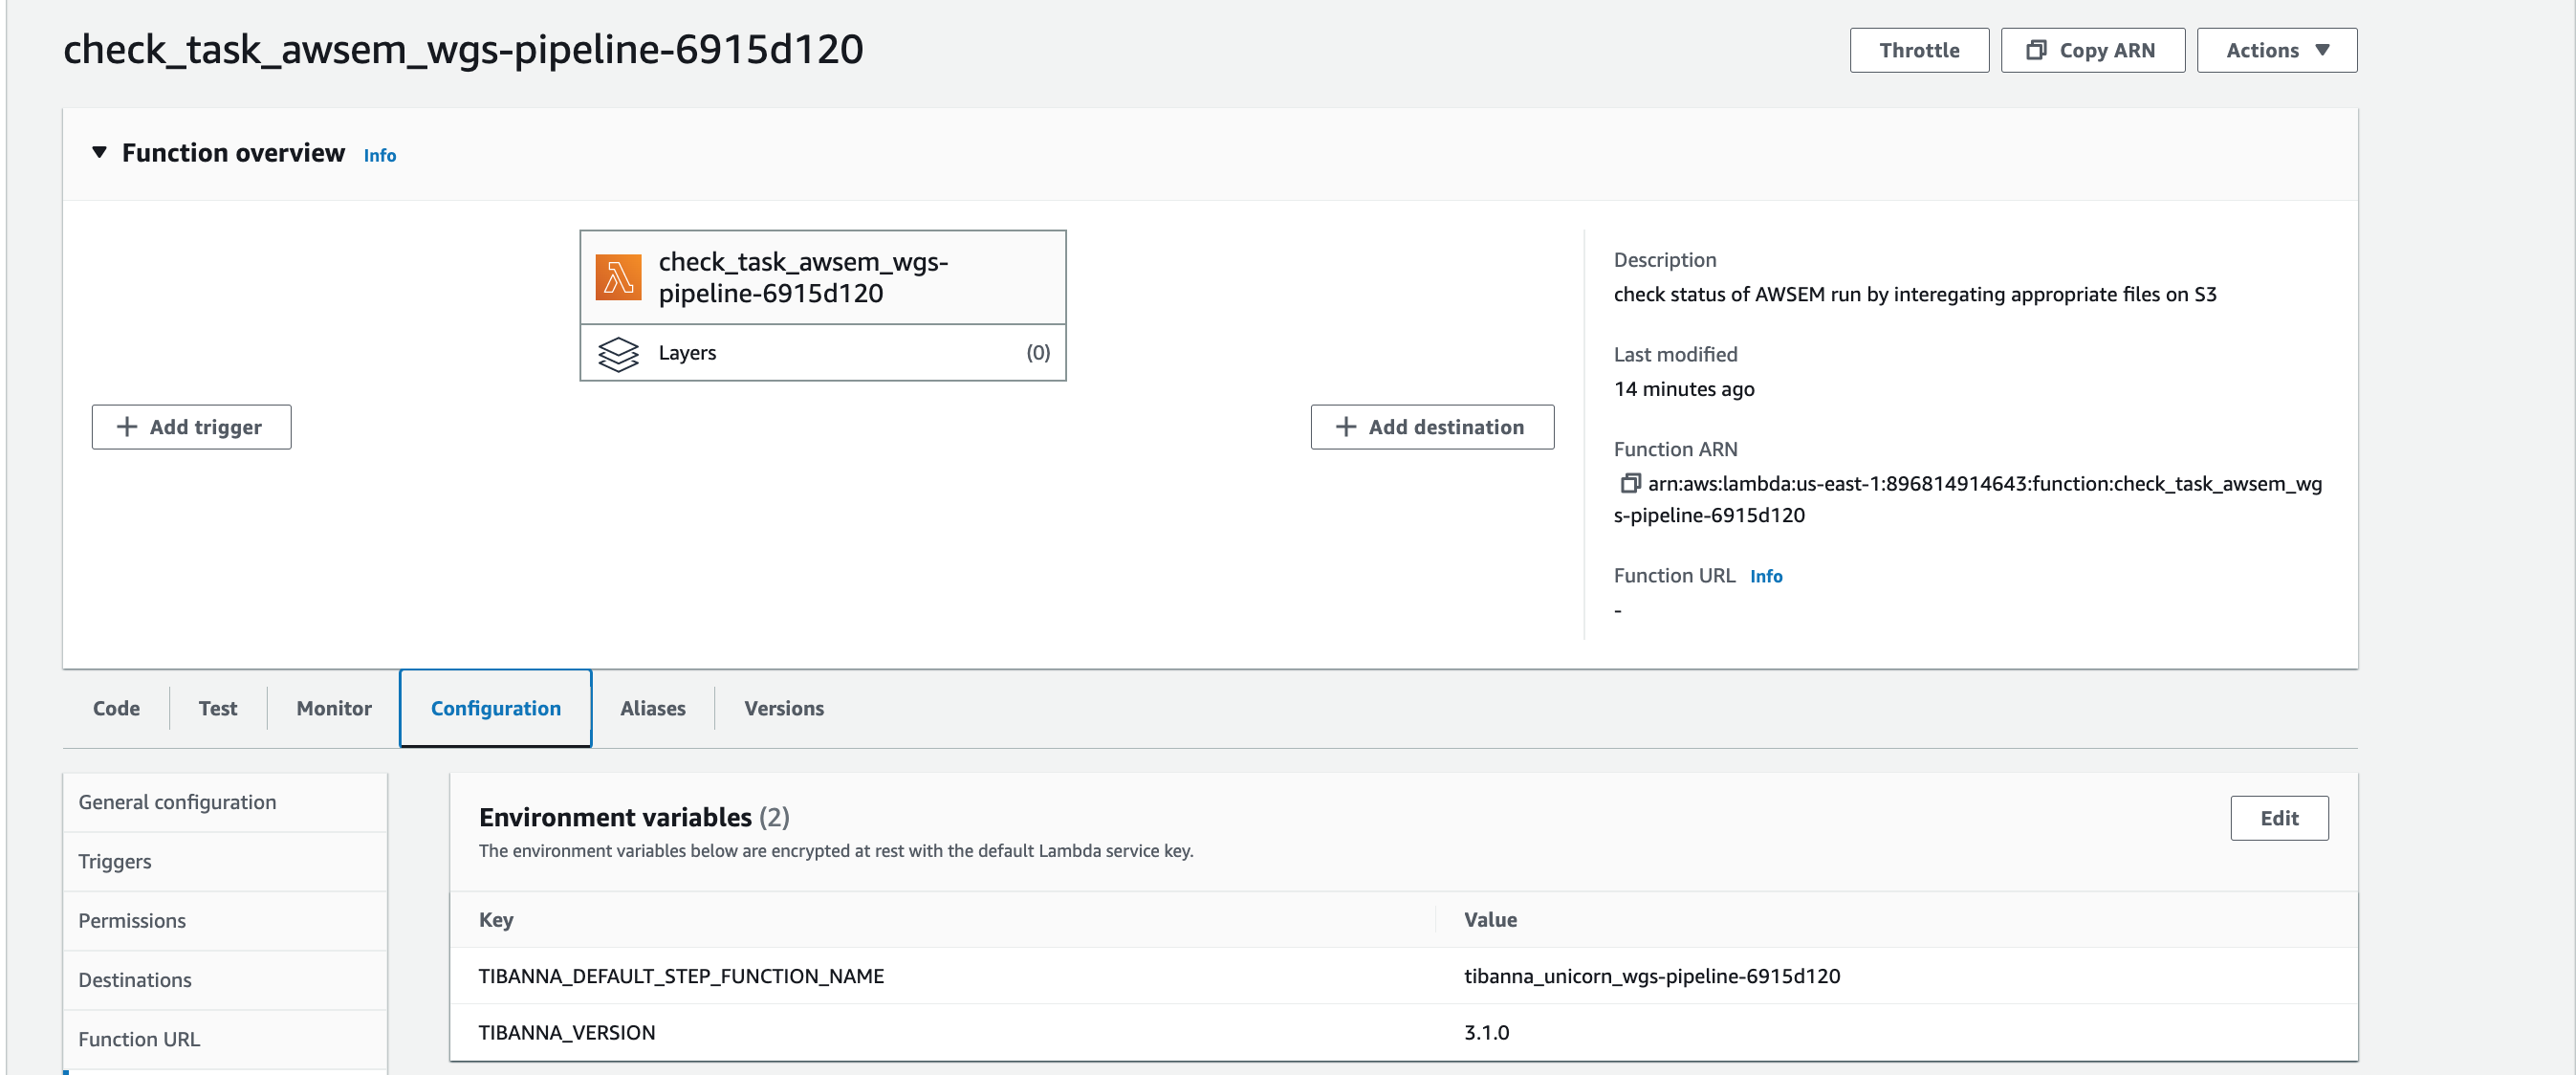 check_task_awsem_wgs-pipeline-6915d120
Throttle
Copy ARN
Actions
Function overview Info
check_task_awsem_wgs-
pipeline-6915d120
Layers (0)
Add trigger
Add destination
Description
check status of AWSEM run by interegating appropriate files on S3
Last modified
14 minutes ago
Function ARN
arn:aws:lambda:us-east-1:896814914643:function:check_task_awsem_wg
s-pipeline-6915d120
Function URL Info
-
Code
Test
Monitor
Configuration
Aliases
Versions
General configuration
Triggers
Permissions
Destinations
Function URL
Environment variables (2)
Edit
The environment variables below are encrypted at rest with the default Lambda service key.
Key Value
TIBANNA_DEFAULT_STEP_FUNCTION_NAME tibanna_unicorn_wgs-pipeline-6915d120
TIBANNA_VERSION 3.1.0